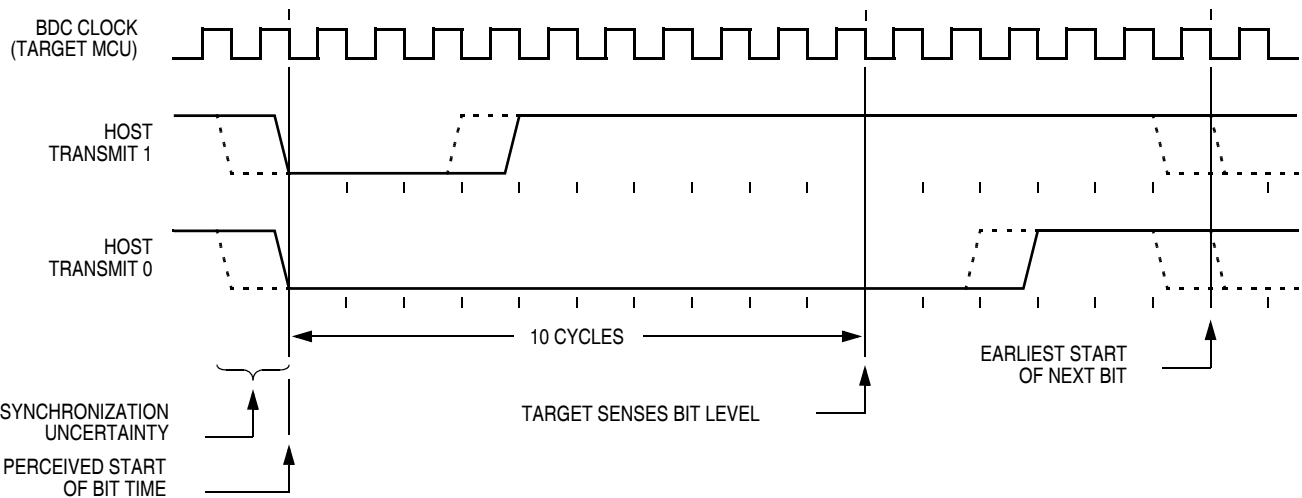 BDC CLOCK
(TARGET MCU)
HOST
TRANSMIT 1
HOST
TRANSMIT 0
10 CYCLES
EARLIEST START
OF NEXT BIT
SYNCHRONIZATION
UNCERTAINTY
TARGET SENSES BIT LEVEL
PERCEIVED START
OF BIT TIME